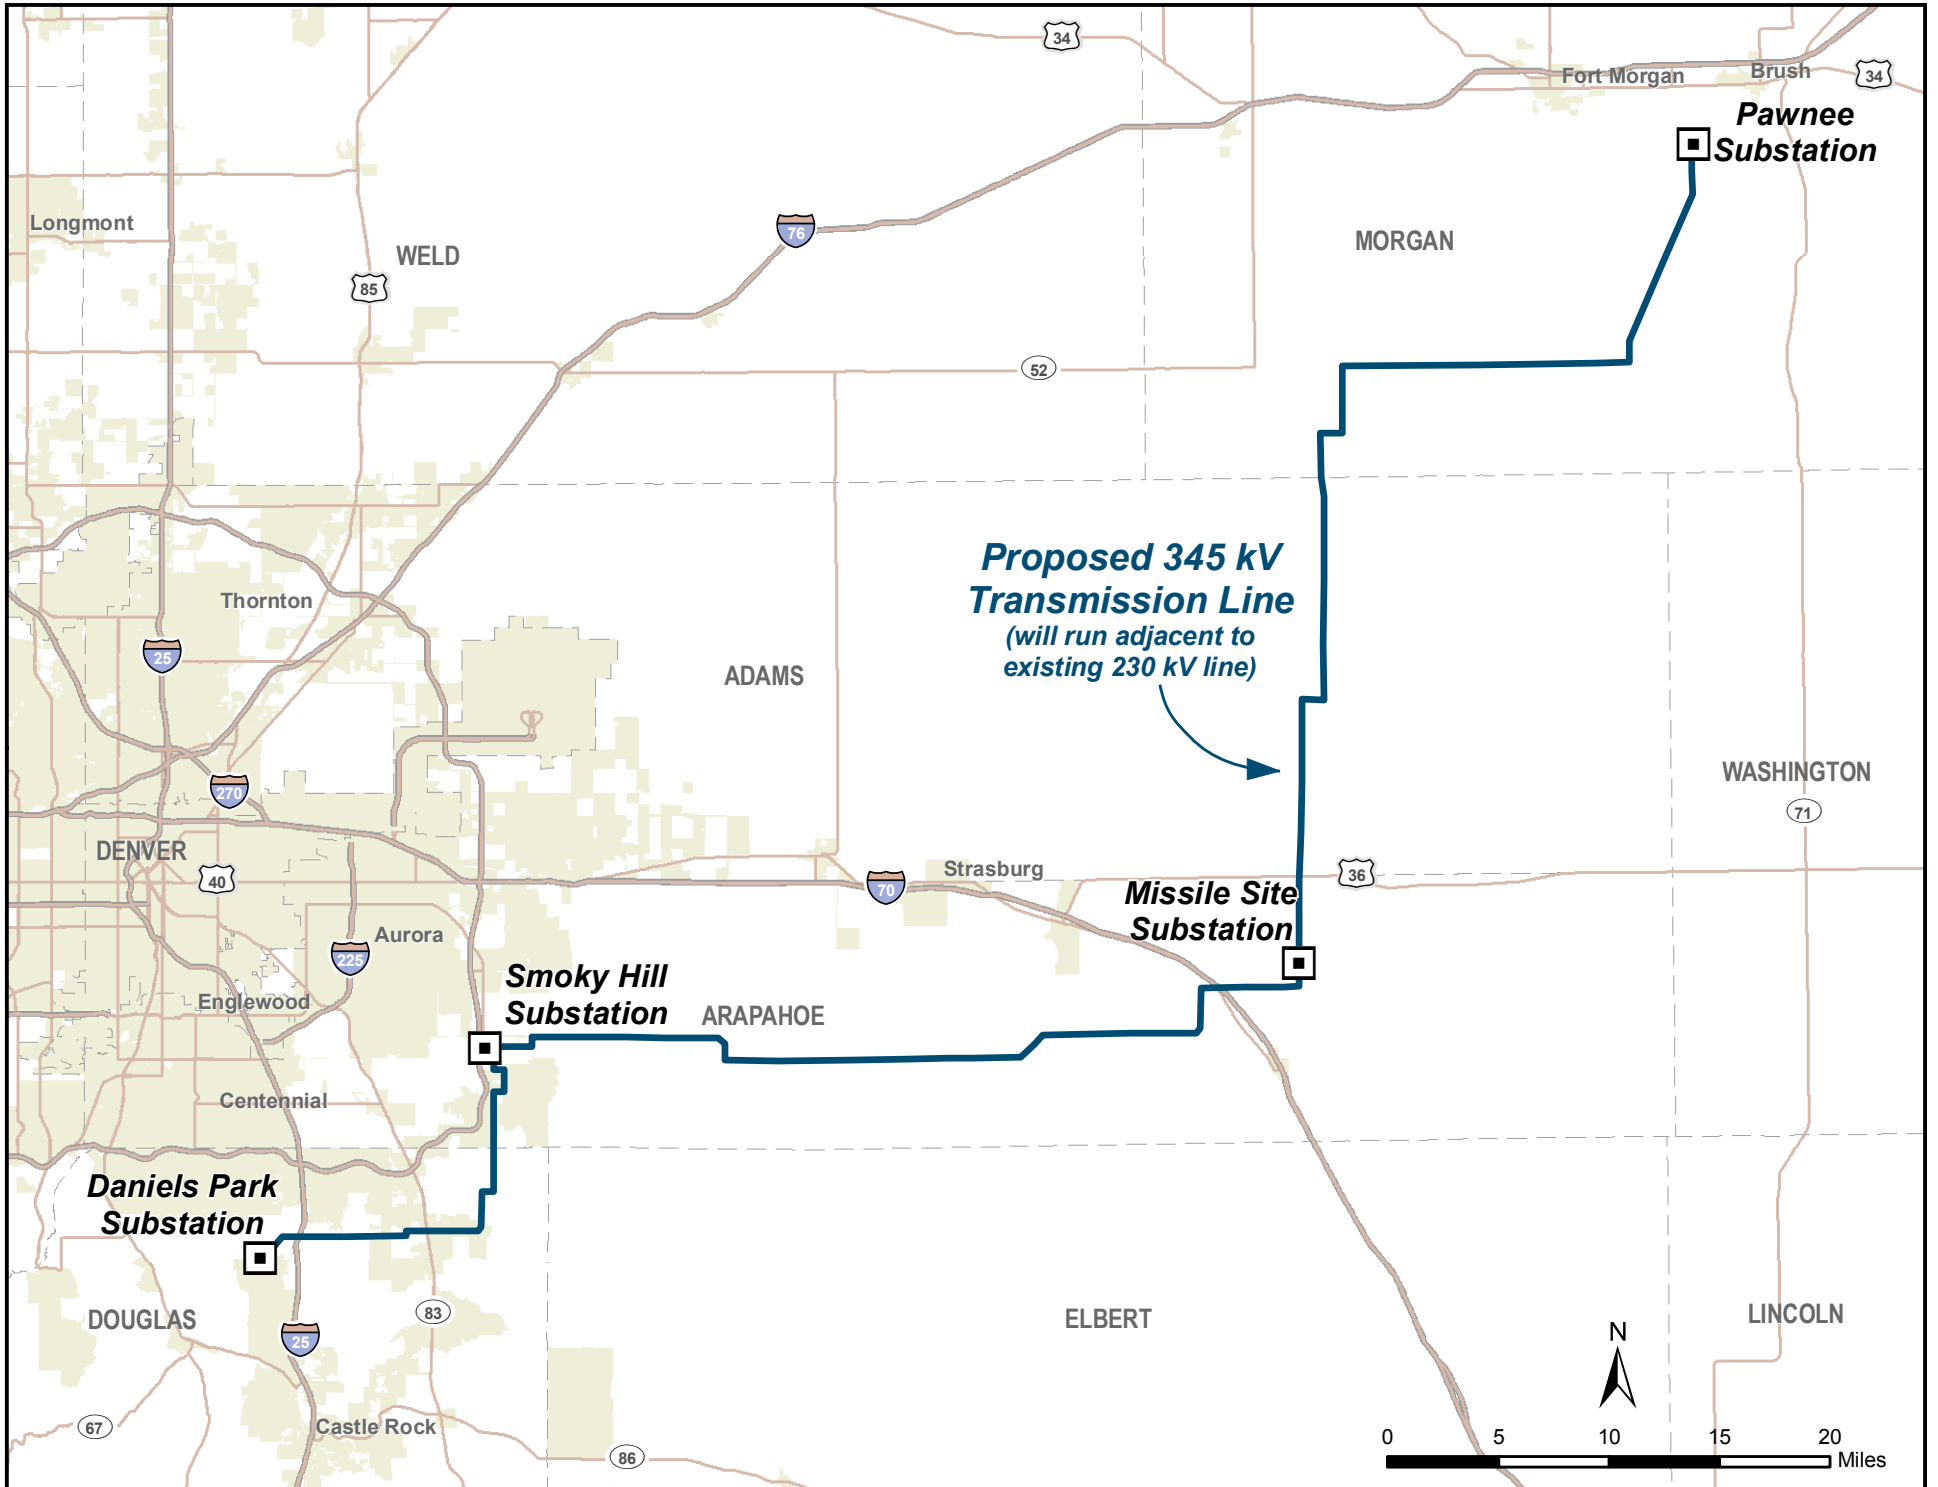 34
Fort Morgan
Brush
34
Pawnee
Substation
Longmont
76
WELD
MORGAN
85
52
Proposed 345 kV
Transmission Line
(will run adjacent to
existing 230 kV line)
Thornton
25
ADAMS
270
WASHINGTON
71
DENVER
40
Strasburg
70
36
Missile Site
Substation
Aurora
225
Smoky Hill
Substation
Englewood
ARAPAHOE
Centennial
Daniels Park
Substation
DOUGLAS
83
25
ELBERT
LINCOLN
N
67
Castle Rock
86
0 5 10 15 20
Miles